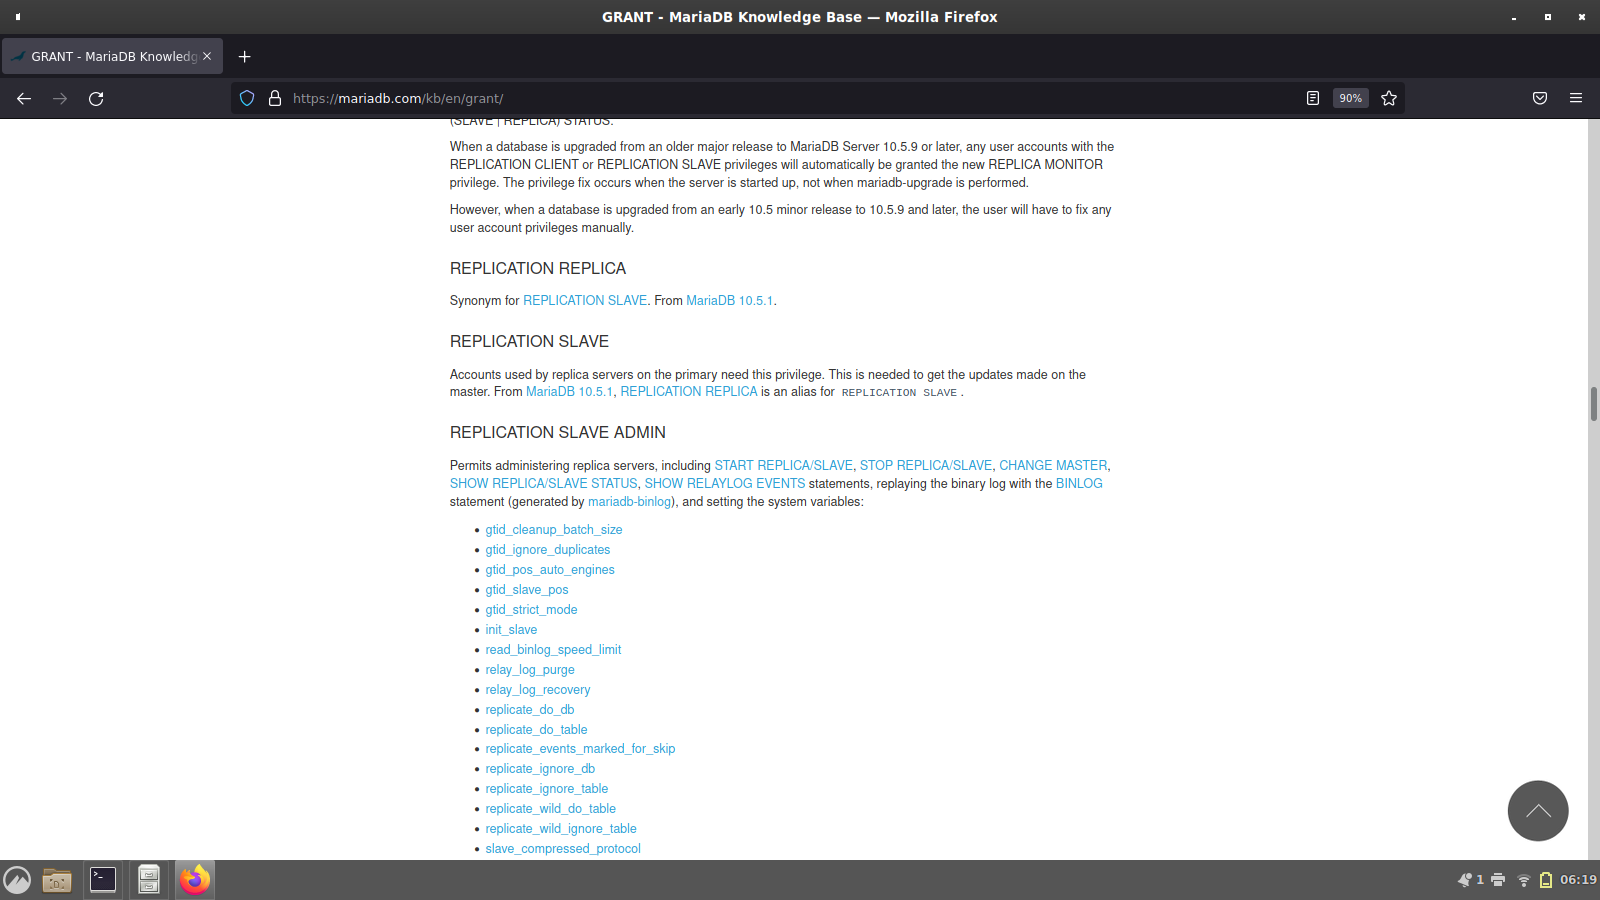 GRANT - MariaDB Knowledge Base — Mozilla Firefox
GRANT - MariaDB Knowledg
https://mariadb.com/kb/en/grant/
90%
(SLAVE | REPLICA) STATUS.
When a database is upgraded from an older major release to MariaDB Server 10.5.9 or later, any user accounts with the
REPLICATION CLIENT or REPLICATION SLAVE privileges will automatically be granted the new REPLICA MONITOR
privilege. The privilege fix occurs when the server is started up, not when mariadb-upgrade is performed.
However, when a database is upgraded from an early 10.5 minor release to 10.5.9 and later, the user will have to fix any
user account privileges manually.
REPLICATION REPLICA
Synonym for REPLICATION SLAVE. From MariaDB 10.5.1.
REPLICATION SLAVE
Accounts used by replica servers on the primary need this privilege. This is needed to get the updates made on the
master. From MariaDB 10.5.1, REPLICATION REPLICA is an alias for REPLICATION SLAVE.
REPLICATION SLAVE ADMIN
Permits administering replica servers, including START REPLICA/SLAVE, STOP REPLICA/SLAVE, CHANGE MASTER,
SHOW REPLICA/SLAVE STATUS, SHOW RELAYLOG EVENTS statements, replaying the binary log with the BINLOG
statement (generated by mariadb-binlog), and setting the system variables:
• gtid_cleanup_batch_size
• gtid_ignore_duplicates
• gtid_pos_auto_engines
• gtid_slave_pos
• gtid_strict_mode
• init_slave
• read_binlog_speed_limit
• relay_log_purge
• relay_log_recovery
• replicate_do_db
• replicate_do_table
• replicate_events_marked_for_skip
• replicate_ignore_db
• replicate_ignore_table
• replicate_wild_do_table
• replicate_wild_ignore_table
• slave_compressed_protocol
1
06:19